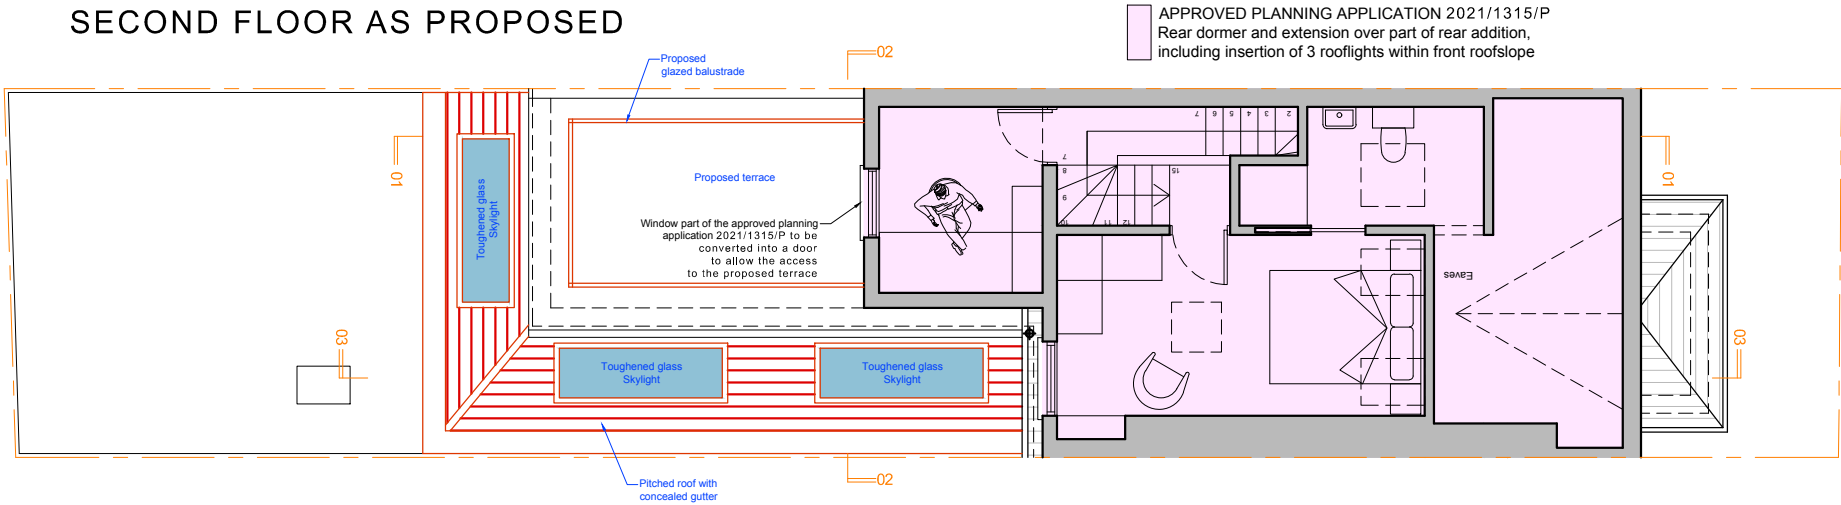 SECOND FLOOR AS PROPOSED
APPROVED PLANNING APPLICATION 2021/1315/P
Rear dormer and extension over part of rear addition,
including insertion of 3 rooflights within front roofslope
02
Proposed
glazed balustrade
01
Toughened glass
Skylight
Proposed terrace
Window part of the approved planning
application 2021/1315/P to be
converted into a door
to allow the access
to the proposed terrace
7
6
5
4
3
2
7
8
9
10
11
12
15
01
Eaves
03
Toughened glass
Skylight
Toughened glass
Skylight
03
Pitched roof with
concealed gutter
02